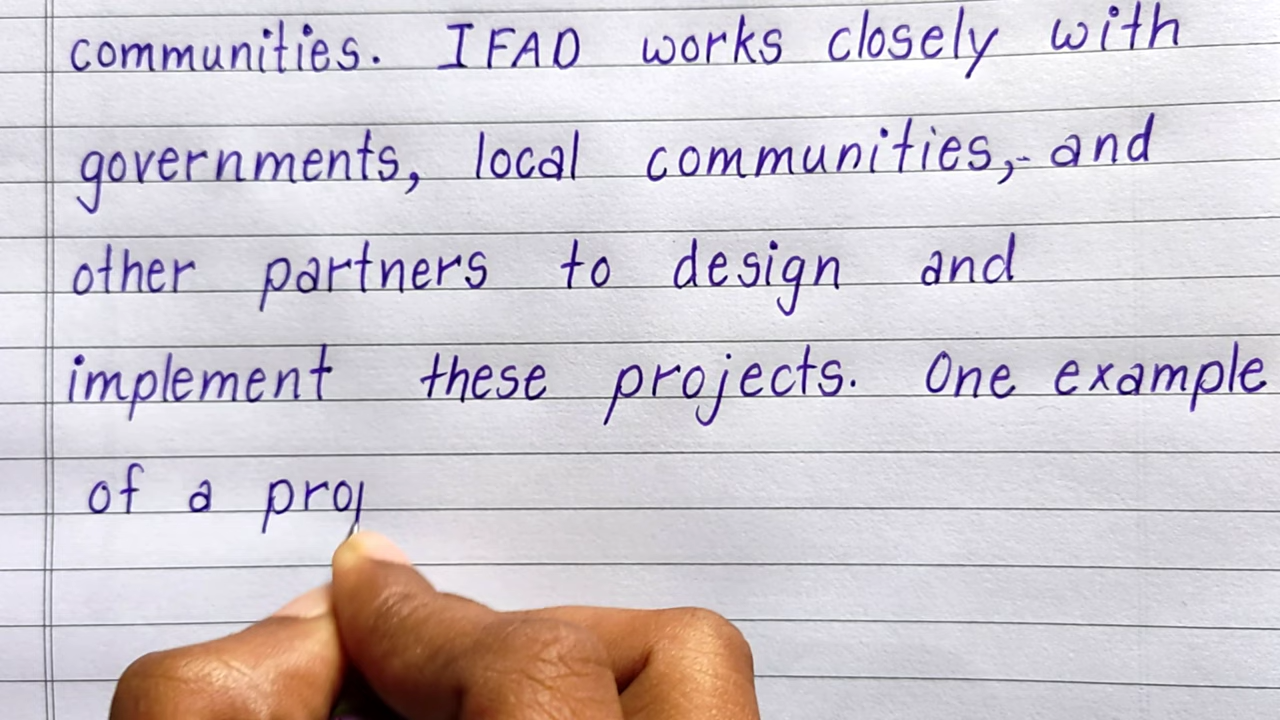 communities. IFAD works closely with
governments, local communities,- and
other partners to design and
implement these projects. One example
of a proj